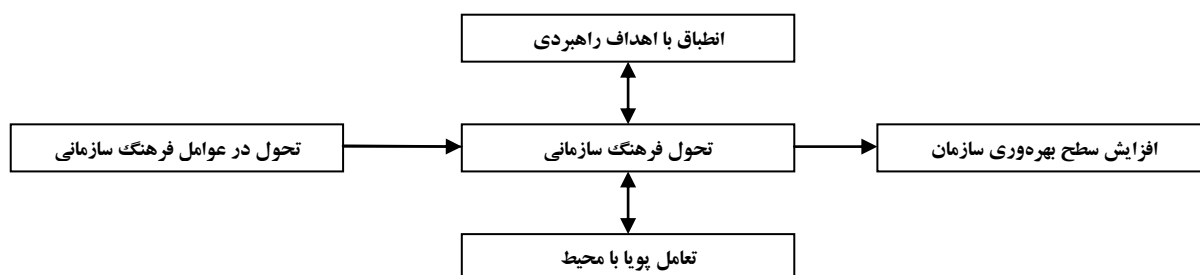 انطباق با اهداف راهبردی
تحول در عوامل فرهنگ سازمانی
تحول فرهنگ سازمانی
افزایش سطح بهره‌وری سازمان
تعامل پویا با محیط